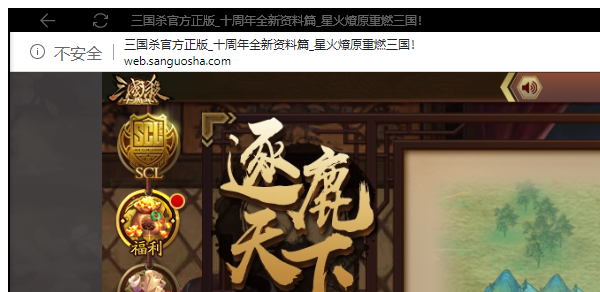 三国杀官方正版_十周年全新资料篇_星火燎原重燃三国!
不安全
三国杀官方正版_十周年全新资料篇_星火燎原重燃三国!
web.sanguosha.com
三國殺
SCL
SCL
福利
逐鹿
天下